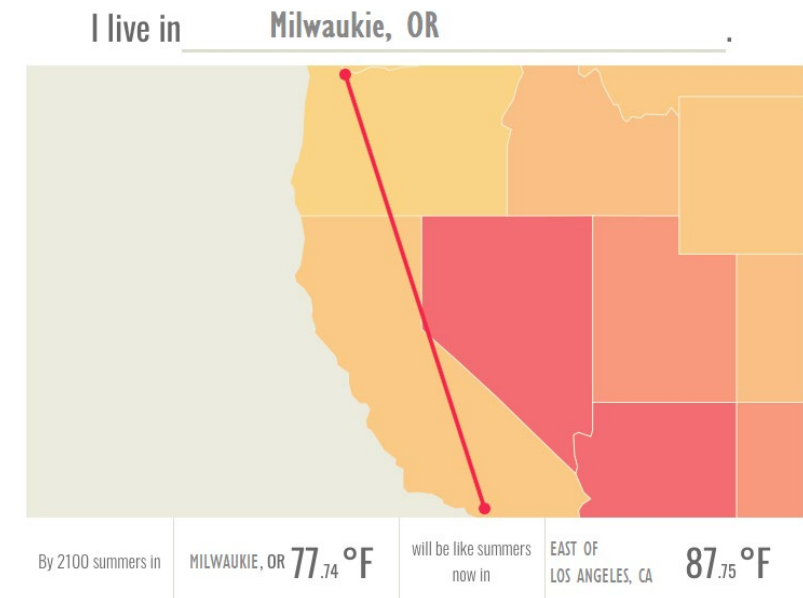 I live in Milwaukie, OR.
By 2100 summers in
MILWAUKIE, OR 77.74°F
will be like summers
now in
EAST OF
LOS ANGELES, CA
87.75°F